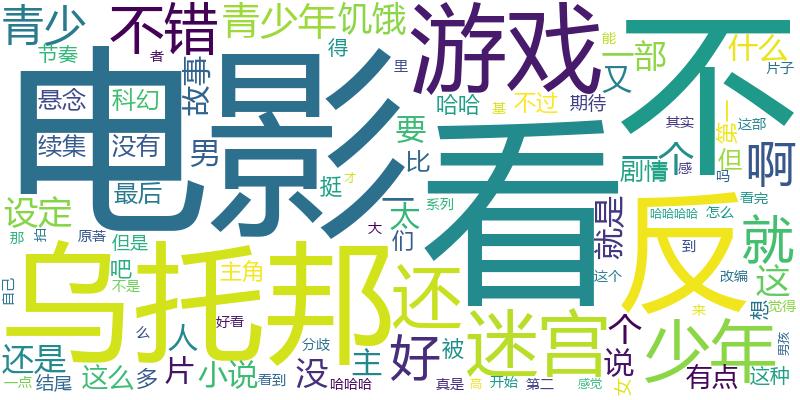 青少 不错 青少年 饥饿 游戏 不
节奏 者 得 里 能 一部 什么
电影 故事 又 片子
悬念 科幻 哈哈 基 不过 期待 第一 这部
续集 没有 男 要 看 其实 一个 但
最后 挺 比 一 剧情 感 吗 啊
才 反
设定 太 系列 就是 哈哈哈哈 怎么 看完
那 拍 原著 大 们 到 就
但是
乌托邦 吧 主角 还 这个 改编 这
自己 不是 想 觉得
么 好看 迷宫 来
还是 人 分歧 主 好 被 个 少年 男孩
片 没 说
一点 结尾 这么 多 小说 看到 哈哈哈 真是 高 开始 第二 感觉 女 有点 这种